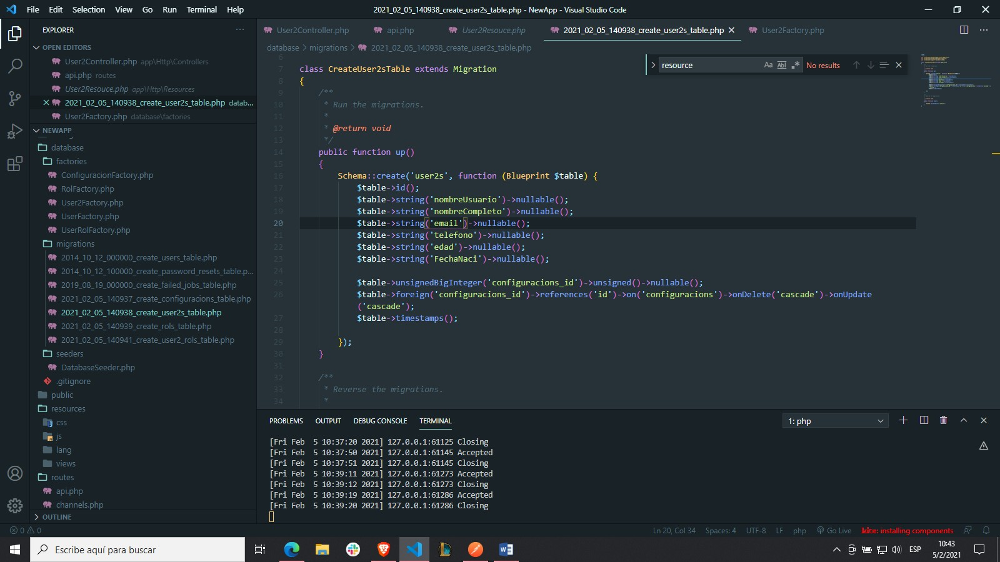 File Edit Selection View Go Run Terminal Help
2021_02_05_140938_create_user2s_table.php - NewApp - Visual Studio Code
EXPLORER
OPEN EDITORS
User2Controller.php app\Http\Controllers
api.php routes
User2Resouce.php app\Http\Resources
2021_02_05_140938_create_user2s_table.php datab...
User2Factory.php database\factories
NEWAPP
database
factories
ConfiguracionFactory.php
RolFactory.php
User2Factory.php
UserFactory.php
UserRolFactory.php
migrations
2014_10_12_000000_create_users_table.php
2014_10_12_100000_create_password_resets_table.p...
2019_08_19_000000_create_failed_jobs_table.php
2021_02_05_140937_create_configuracions_table.php
2021_02_05_140938_create_user2s_table.php
2021_02_05_140939_create_rols_table.php
2021_02_05_140941_create_user2_rols_table.php
seeders
DatabaseSeeder.php
.gitignore
public
resources
css
js
lang
views
routes
api.php
channels.php
OUTLINE
User2Controller.php api.php User2Resouce.php 2021_02_05_140938_create_user2s_table.php User2Factory.php
database > migrations > 2021_02_05_140938_create_user2s_table.php
resource Aa Abl .* No results
6
7 class CreateUser2sTable extends Migration
8 {
9 /**
10 * Run the migrations.
11 *
12 * @return void
13 */
14 public function up()
15 {
16 Schema::create('user2s', function (Blueprint $table) {
17 $table->id();
18 $table->string('nombreUsuario')->nullable();
19 $table->string('nombreCompleto')->nullable();
20 $table->string('email')->nullable();
21 $table->string('telefono')->nullable();
22 $table->string('edad')->nullable();
23 $table->string('FechaNaci')->nullable();
24
25 $table->unsignedBigInteger('configuracions_id')->unsigned()->nullable();
26 $table->foreign('configuracions_id')->references('id')->on('configuracions')->onDelete('cascade')->onUpdate
('cascade');
27 $table->timestamps();
28
29 });
30 }
31
32 /**
33 * Reverse the migrations.
34 *
PROBLEMS OUTPUT DEBUG CONSOLE TERMINAL
1: php
[Fri Feb  5 10:37:20 2021] 127.0.0.1:61125 Closing
[Fri Feb  5 10:37:50 2021] 127.0.0.1:61145 Accepted
[Fri Feb  5 10:37:51 2021] 127.0.0.1:61145 Closing
[Fri Feb  5 10:39:11 2021] 127.0.0.1:61273 Accepted
[Fri Feb  5 10:39:12 2021] 127.0.0.1:61273 Closing
[Fri Feb  5 10:39:19 2021] 127.0.0.1:61286 Accepted
[Fri Feb  5 10:39:20 2021] 127.0.0.1:61286 Closing
0 0
Ln 20, Col 34 Spaces: 4 UTF-8 LF php Go Live kite: installing components
Escribe aquí para buscar
ESP
10:43
5/2/2021